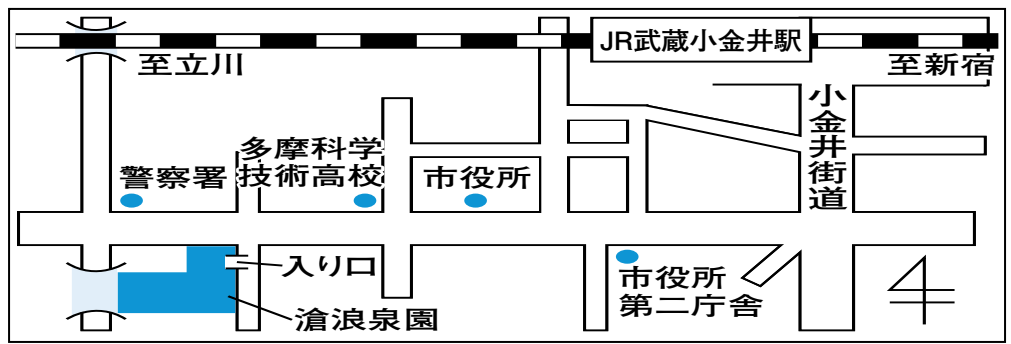 JR武蔵小金井駅
至立川
至新宿
小金井街道
多摩科学
技術高校
警察署
市役所
入り口
滄浪泉園
市役所
第二庁舎